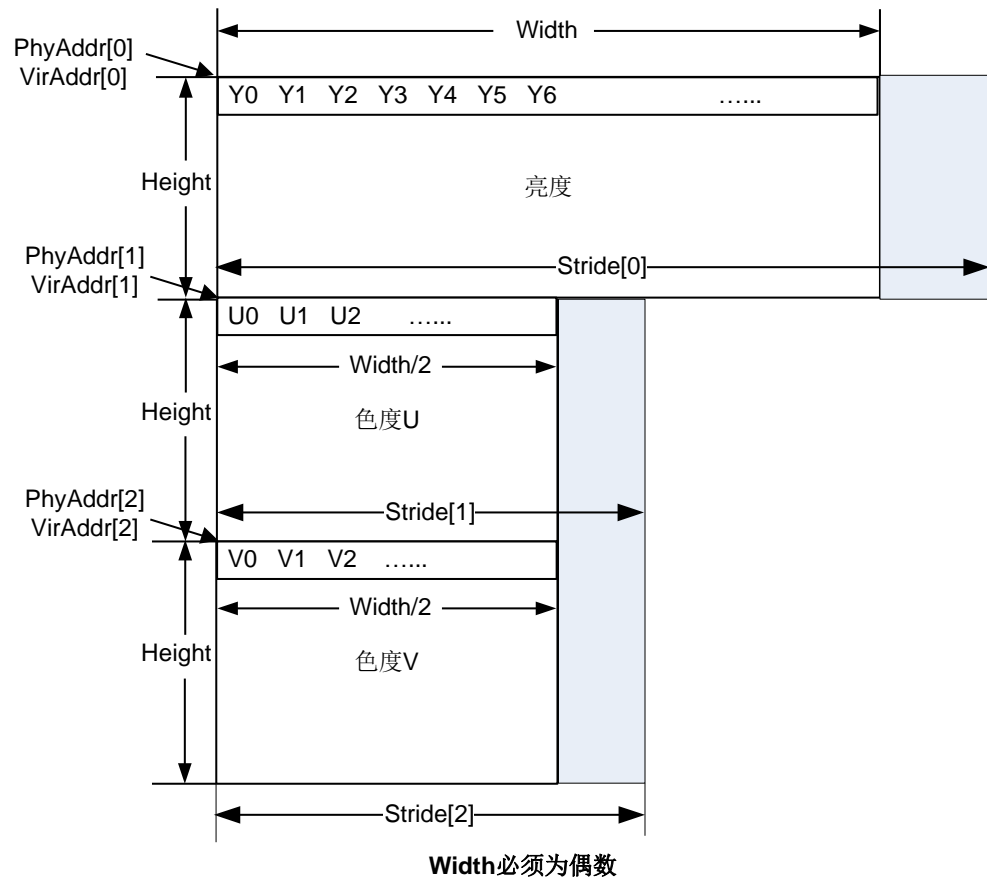 Width
PhyAddr[0]
VirAddr[0]
Y0 Y1 Y2 Y3 Y4 Y5 Y6 …...
Height
亮度
PhyAddr[1]
VirAddr[1]
Stride[0]
U0 U1 U2 …...
Width/2
Height
色度U
PhyAddr[2]
VirAddr[2]
Stride[1]
V0 V1 V2 …...
Width/2
Height
色度V
Stride[2]
Width必须为偶数